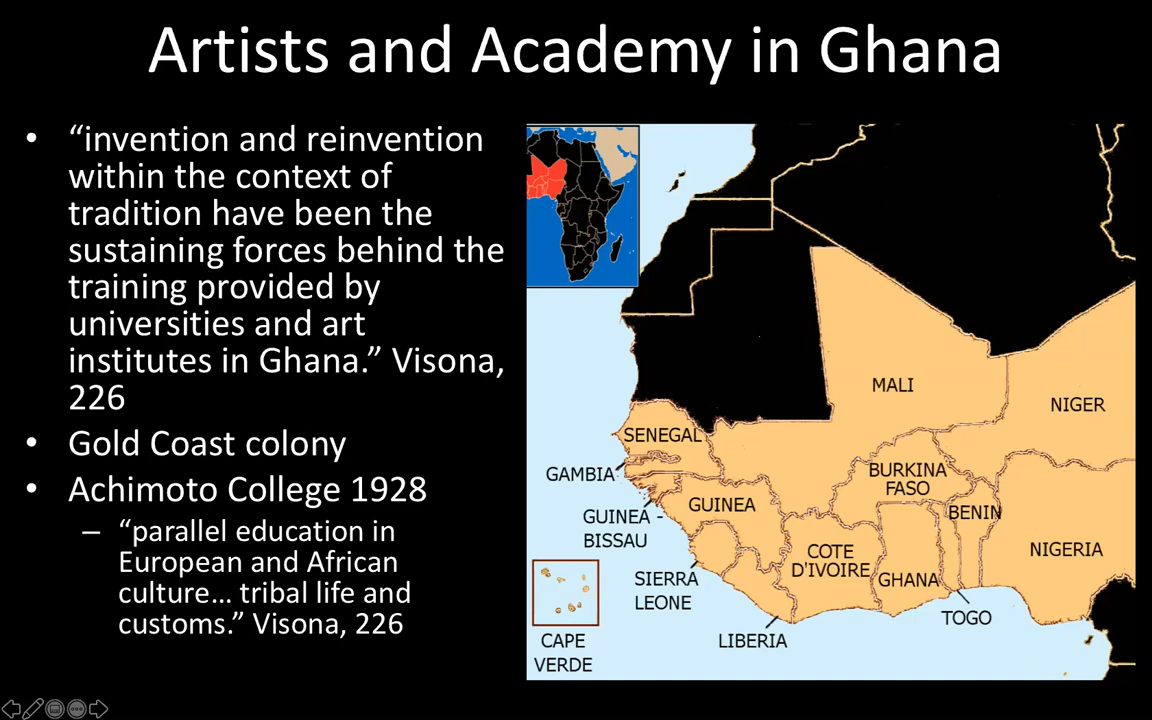 Artists and Academy in Ghana
• “invention and reinvention
within the context of
tradition have been the
sustaining forces behind the
training provided by
universities and art
institutes in Ghana.” Visona,
226
• Gold Coast colony
• Achimoto College 1928
– “parallel education in
European and African
culture… tribal life and
customs.” Visona, 226
MALI
NIGER
SENEGAL
GAMBIA
BURKINA
FASO
GUINEA
BENIN
GUINEA -
BISSAU
COTE
D'IVOIRE
NIGERIA
GHANA
SIERRA
LEONE
TOGO
LIBERIA
CAPE
VERDE